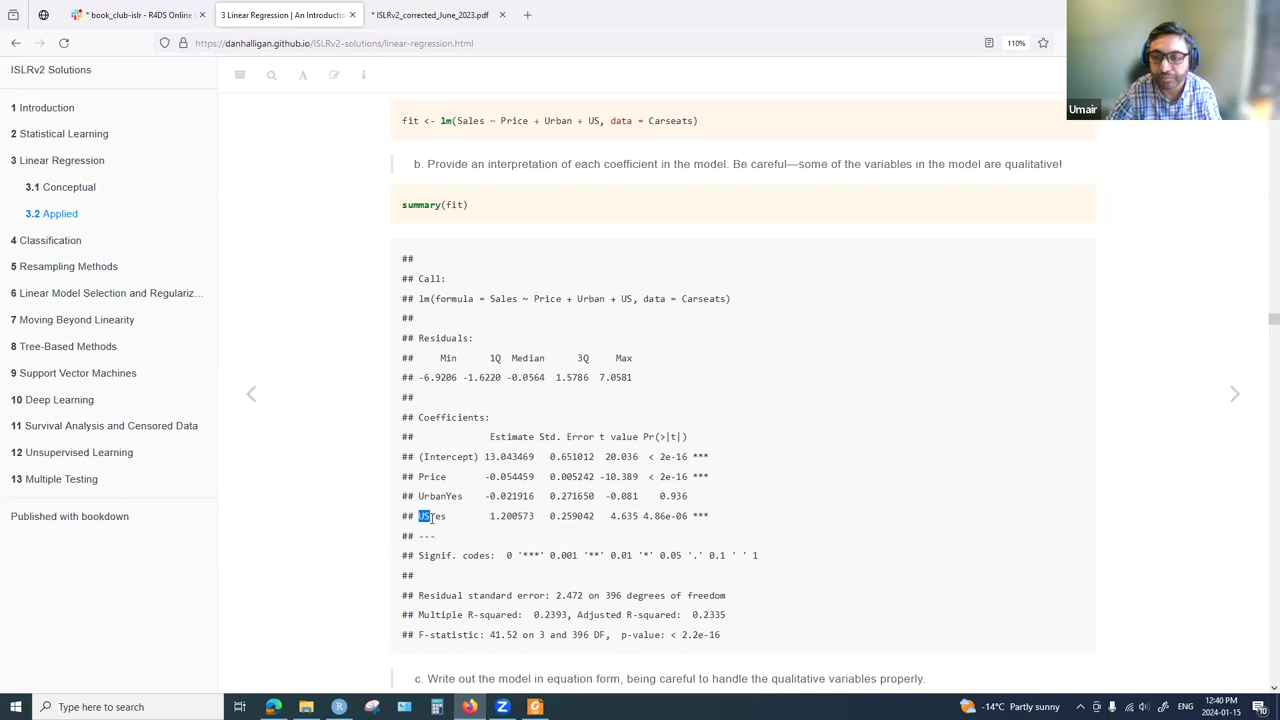 book_club-islr - R4DS Online
3 Linear Regression | An Introductio
* ISLRv2_corrected_June_2023.pdf
https://danhalligan.github.io/ISLRv2-solutions/linear-regression.html
110%
Umair
ISLRv2 Solutions
1 Introduction
2 Statistical Learning
3 Linear Regression
3.1 Conceptual
3.2 Applied
4 Classification
5 Resampling Methods
6 Linear Model Selection and Regulariz...
7 Moving Beyond Linearity
8 Tree-Based Methods
9 Support Vector Machines
10 Deep Learning
11 Survival Analysis and Censored Data
12 Unsupervised Learning
13 Multiple Testing
Published with bookdown
fit <- lm(Sales ~ Price + Urban + US, data = Carseats)
b. Provide an interpretation of each coefficient in the model. Be careful—some of the variables in the model are qualitative!
summary(fit)
##
## Call:
## lm(formula = Sales ~ Price + Urban + US, data = Carseats)
##
## Residuals:
##     Min      1Q  Median      3Q     Max
## -6.9206 -1.6220 -0.0564  1.5786  7.0581
##
## Coefficients:
##             Estimate Std. Error t value Pr(>|t|)
## (Intercept) 13.043469   0.651012  20.036  < 2e-16 ***
## Price       -0.054459   0.005242 -10.389  < 2e-16 ***
## UrbanYes    -0.021916   0.271650  -0.081    0.936
## USYes        1.200573   0.259042   4.635 4.86e-06 ***
## ---
## Signif. codes:  0 '***' 0.001 '**' 0.01 '*' 0.05 '.' 0.1 ' ' 1
##
## Residual standard error: 2.472 on 396 degrees of freedom
## Multiple R-squared:  0.2393, Adjusted R-squared:  0.2335
## F-statistic: 41.52 on 3 and 396 DF,  p-value: < 2.2e-16
c. Write out the model in equation form, being careful to handle the qualitative variables properly.
Type here to search
-14°C Partly sunny
12:40 PM
2024-01-15